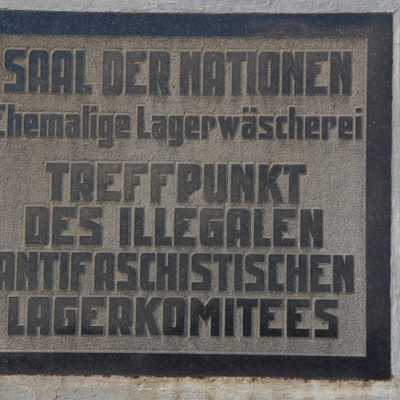 SAAL DER NATIONEN
Ehemalige Lagerwäscherei
TREFFPUNKT
DES ILLEGALEN
ANTIFASCHISTISCHEN
LAGERKOMITEES